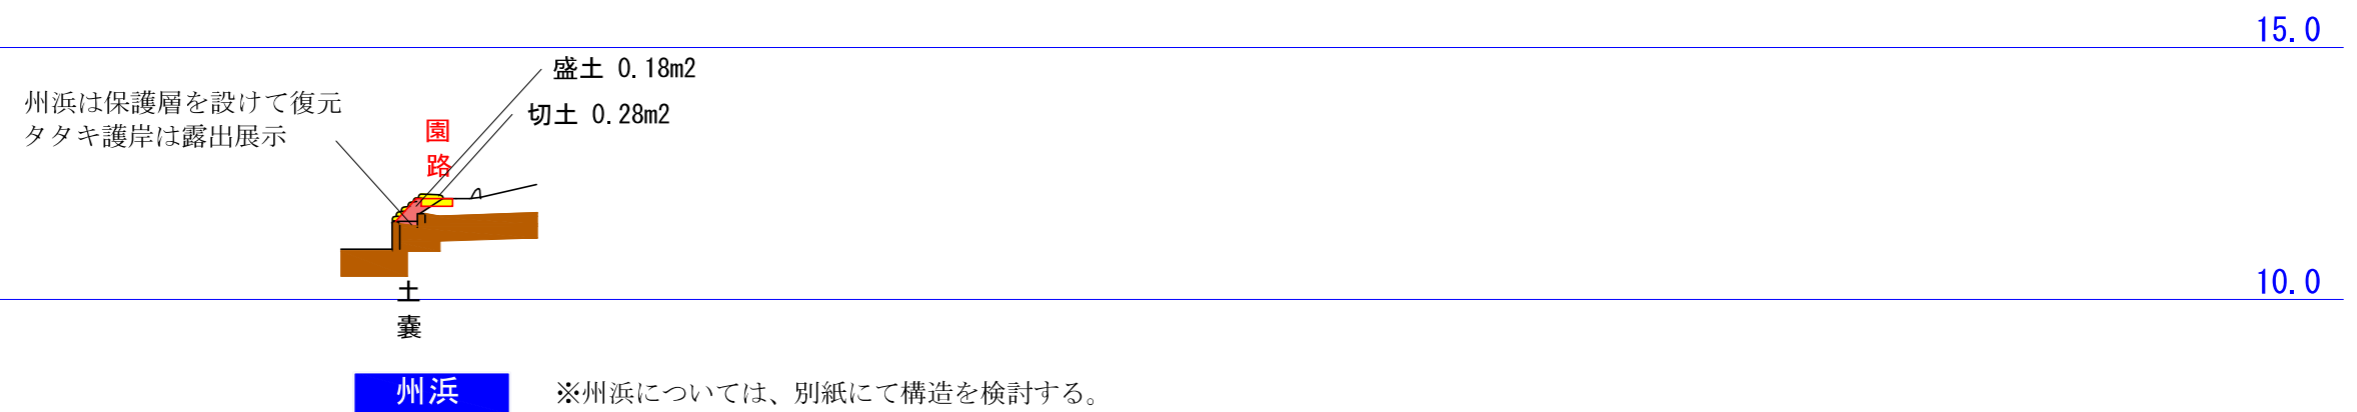 15.0
盛土 0.18m2
州浜は保護層を設けて復元
タタキ護岸は露出展示
切土 0.28m2
園路
10.0
土嚢
州浜
※州浜については、別紙にて構造を検討する。